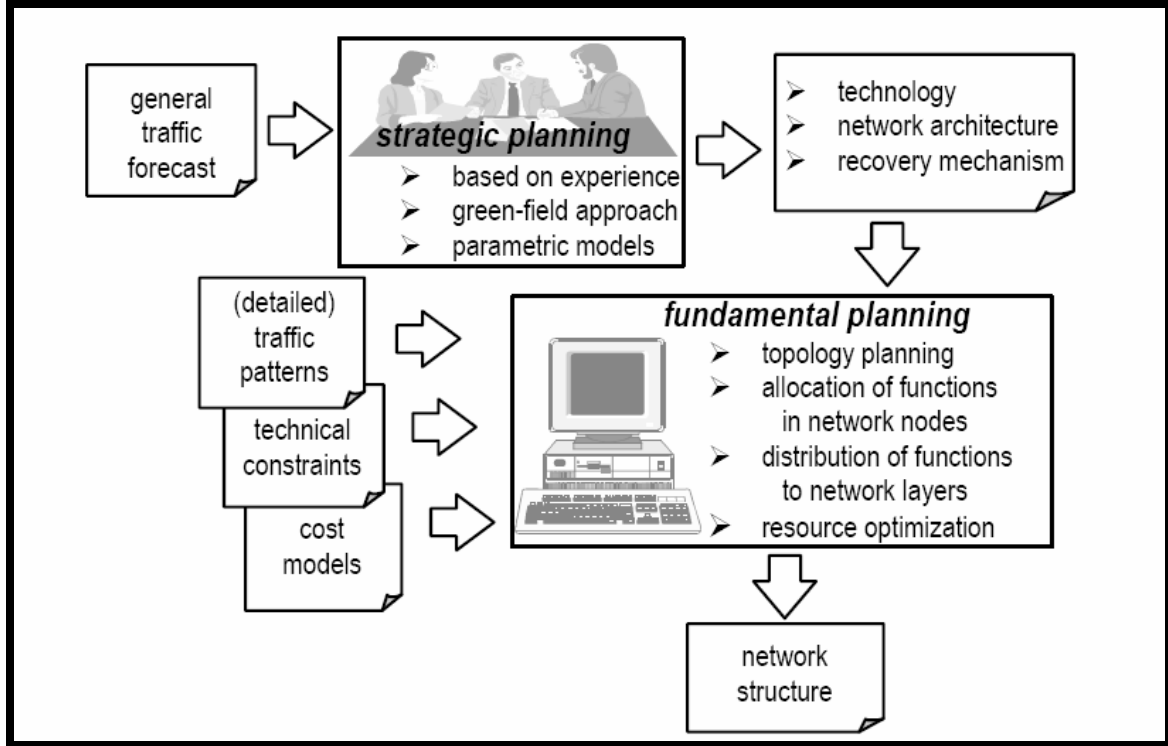 general
traffic
forecast
strategic planning
➢ based on experience
➢ green-field approach
➢ parametric models
➢ technology
➢ network architecture
➢ recovery mechanism
(detailed)
traffic
patterns
technical
constraints
cost
models
fundamental planning
➢ topology planning
➢ allocation of functions
in network nodes
➢ distribution of functions
to network layers
➢ resource optimization
network
structure